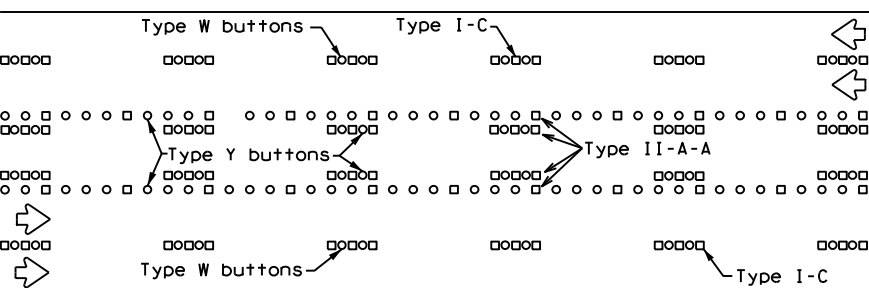 Type W buttons
Type I-C
Type Y buttons
Type II-A-A
Type W buttons
Type I-C